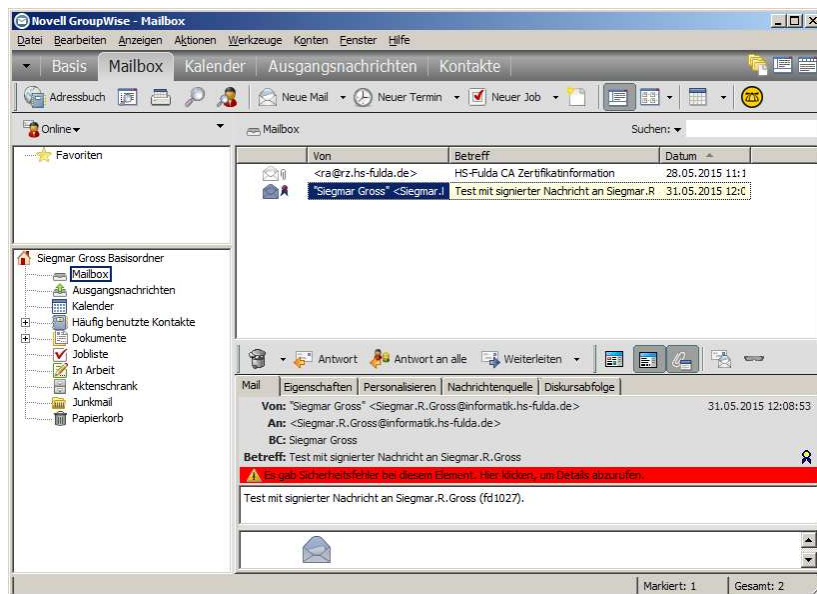 Novell GroupWise - Mailbox
Datei Bearbeiten Anzeigen Aktionen Werkzeuge Konten Fenster Hilfe
Basis Mailbox Kalender Ausgangsnachrichten Kontakte
Adressbuch Neue Mail Neuer Termin Neuer Job
Online Mailbox Suchen:
Favoriten
Von Betreff Datum
<ra@rz.hs-fulda.de> HS-Fulda CA Zertifikatinformation 28.05.2015 11:1
"Siegmar Gross" <Siegmar.I Test mit signierter Nachricht an Siegmar.R 31.05.2015 12:0
Siegmar Gross Basisordner
Mailbox
Ausgangsnachrichten
Kalender
Häufig benutzte Kontakte
Dokumente
Jobliste
In Arbeit
Aktenschrank
Junkmail
Papierkorb
Antwort Antwort an alle Weiterleiten
Mail Eigenschaften Personalisieren Nachrichtenquelle Diskursabfolge
Von: "Siegmar Gross" <Siegmar.R.Gross@informatik.hs-fulda.de> 31.05.2015 12:08:53
An: <Siegmar.R.Gross@informatik.hs-fulda.de>
BC: Siegmar Gross
Betreff: Test mit signierter Nachricht an Siegmar.R.Gross
Es gab Sicherheitsfehler bei diesem Element. Hier klicken, um Details abzurufen.
Test mit signierter Nachricht an Siegmar.R.Gross (fd1027).
Markiert: 1 Gesamt: 2